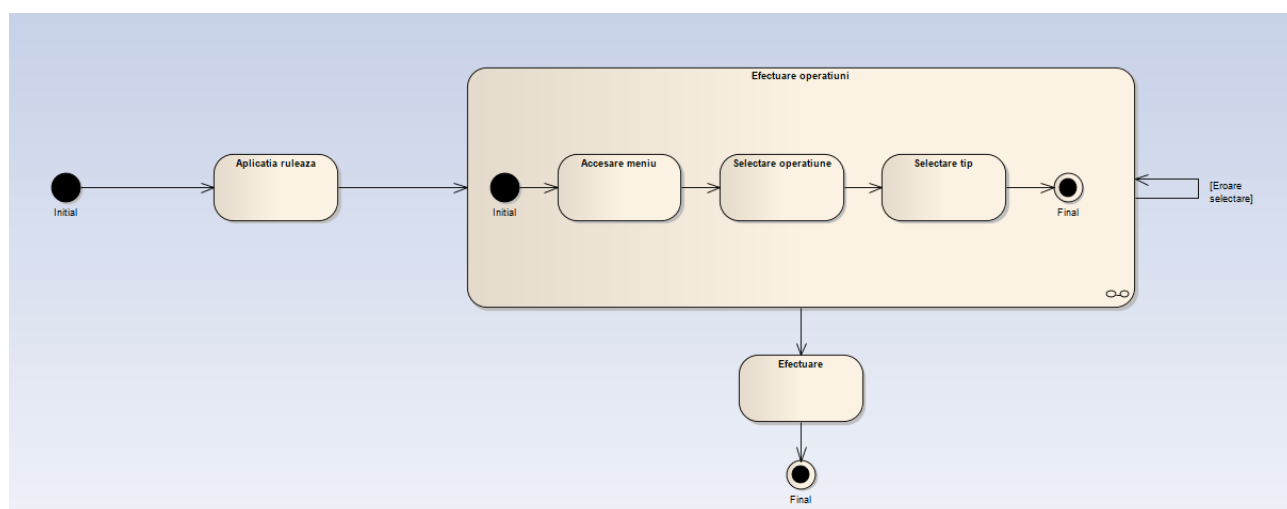 Efectuare operatiuni
Aplicatia ruleaza
Accesare meniu
Selectare operatiune
Selectare tip
Initial
Initial
Final
[Eroare
selectare]
Efectuare
Final